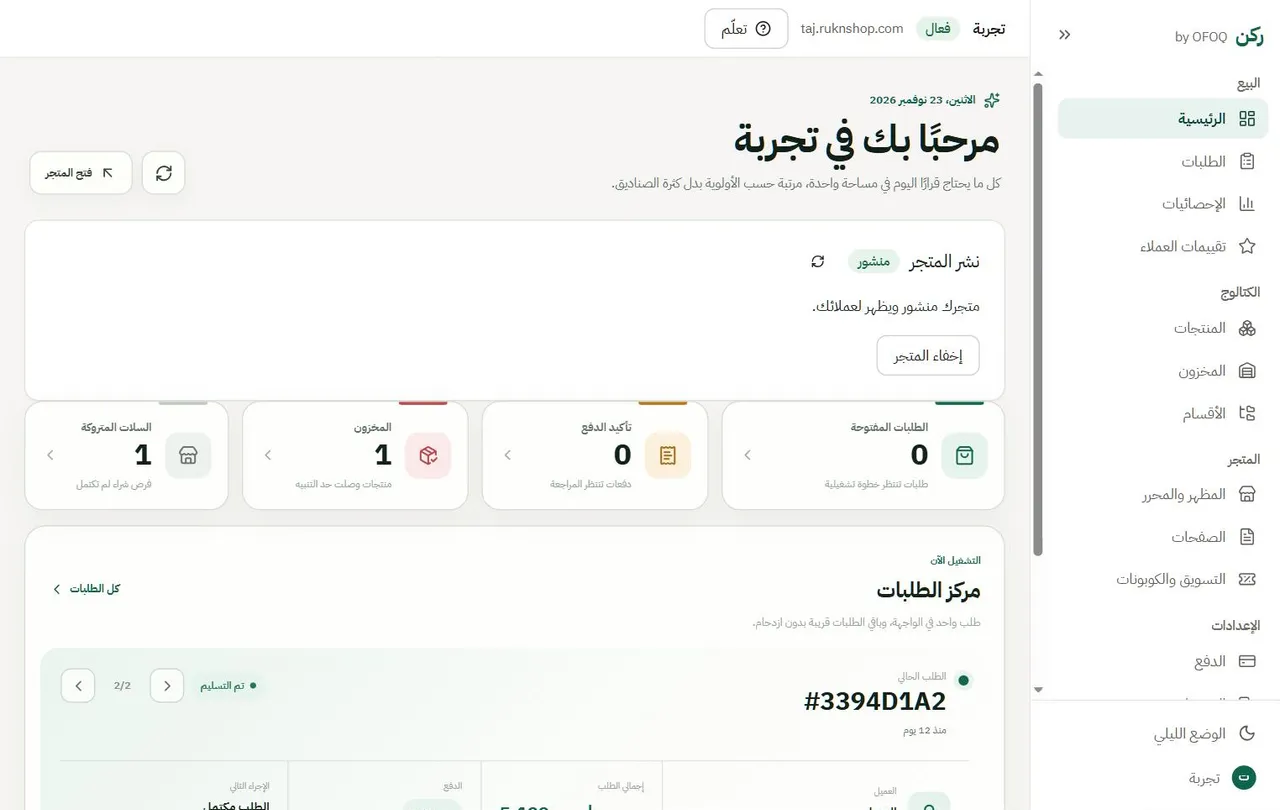 ركن by OFOQ
البيع
الرئيسية
الطلبات
الإحصائيات
تقييمات العملاء
الكتالوج
المنتجات
المخزون
الأقسام
المتجر
المظهر والمحرر
الصفحات
التسويق والكوبونات
الإعدادات
الدفع
الوضع الليلي
ت تجربة
تجربة فعال taj.ruknshop.com تعلّم
الاثنين، 23 نوفمبر 2026
مرحبًا بك في تجربة
كل ما يحتاج قرارًا اليوم في مساحة واحدة، مرتبة حسب الأولوية بدل كثرة الصناديق.
فتح المتجر
نشر المتجر منشور
متجرك منشور ويظهر لعملائك.
إخفاء المتجر
الطلبات المفتوحة
0
طلبات تنتظر خطوة تشغيلية
تأكيد الدفع
0
دفعات تنتظر المراجعة
المخزون
1
منتجات وصلت حد التنبيه
السلات المتروكة
1
فرص شراء لم تكتمل
التشغيل الآن
مركز الطلبات
طلب واحد في الواجهة، وباقي الطلبات قريبة بدون ازدحام.
كل الطلبات
الطلب الحالي
#3394D1A2
منذ 12 يوم
تم التسليم
2/2
العميل
إجمالي الطلب
الدفع
الإجراء التالي
الطلب مكتمل